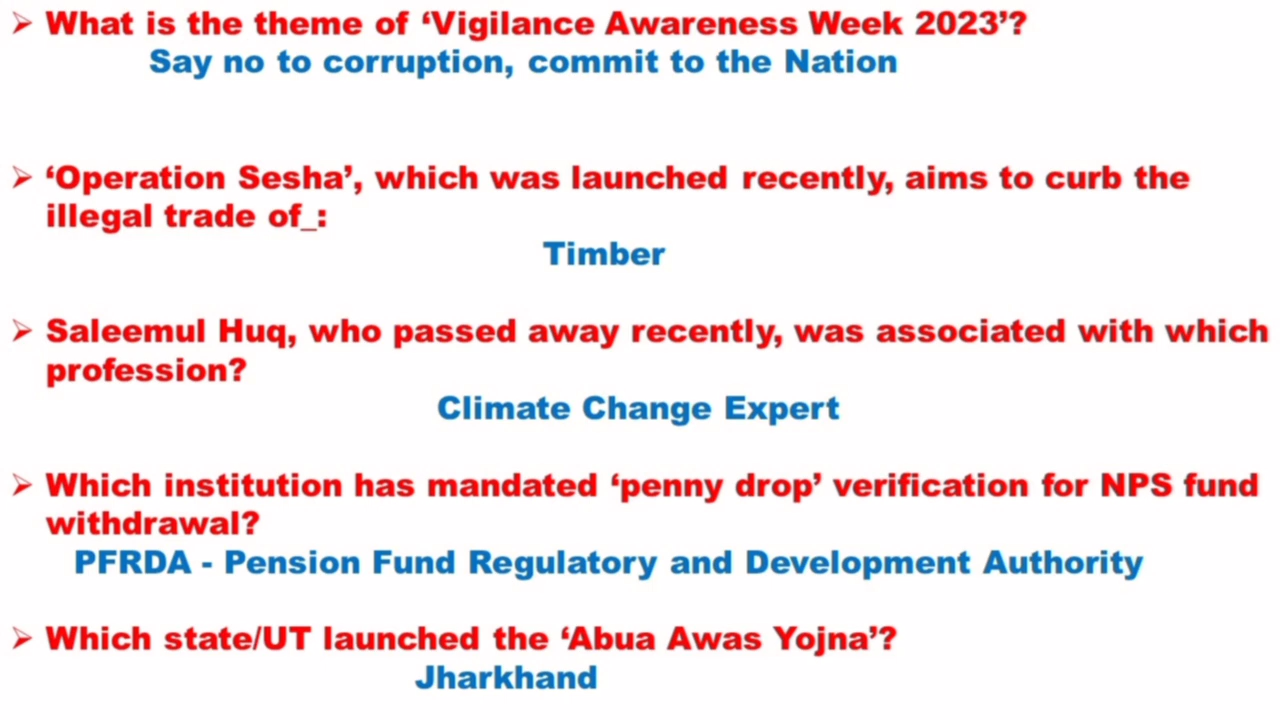 ➢ What is the theme of ‘Vigilance Awareness Week 2023’?
Say no to corruption, commit to the Nation
➢ ‘Operation Sesha’, which was launched recently, aims to curb the
illegal trade of_:
Timber
➢ Saleemul Huq, who passed away recently, was associated with which
profession?
Climate Change Expert
➢ Which institution has mandated ‘penny drop’ verification for NPS fund
withdrawal?
PFRDA - Pension Fund Regulatory and Development Authority
➢ Which state/UT launched the ‘Abua Awas Yojna’?
Jharkhand